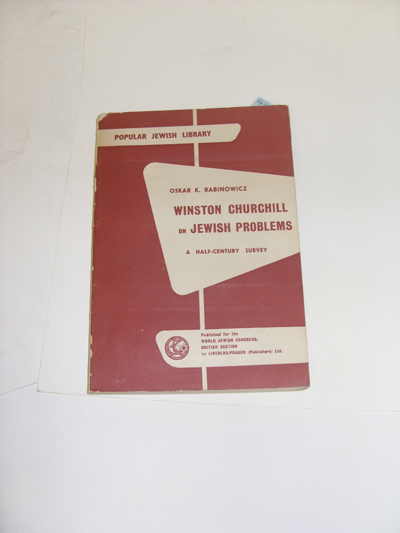 POPULAR JEWISH LIBRARY
OSKAR K. RABINOWICZ
WINSTON CHURCHILL
ON JEWISH PROBLEMS
A HALF-CENTURY SURVEY
Published for the
WORLD JEWISH CONGRESS,
BRITISH SECTION
by LINCOLNS-PRAGER (Publishers) Ltd.